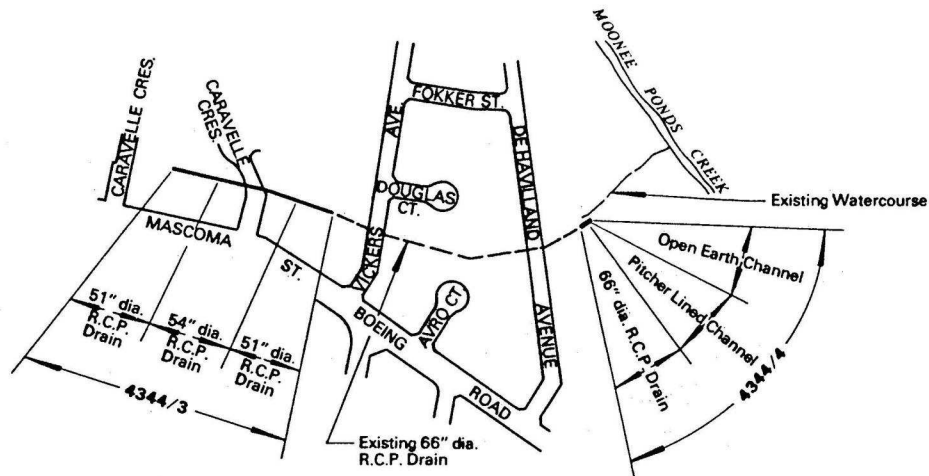 MOONEE PONDS CREEK
CARAVELLE CRES.
CARAVELLE
CRES.
FOKKER ST.
AVE.
DE HAVILLAND
DOUGLAS
CT.
Existing Watercourse
MASCOMA
ST.
VICKERS
Open Earth Channel
Pitcher Lined Channel
66" dia. R.C.P. Drain
4344/4
AVRO CT.
BOEING
AVENUE
ROAD
51" dia.
R.C.P.
Drain
54" dia.
R.C.P.
Drain
51" dia.
R.C.P.
Drain
4344/3
Existing 66" dia.
R.C.P. Drain